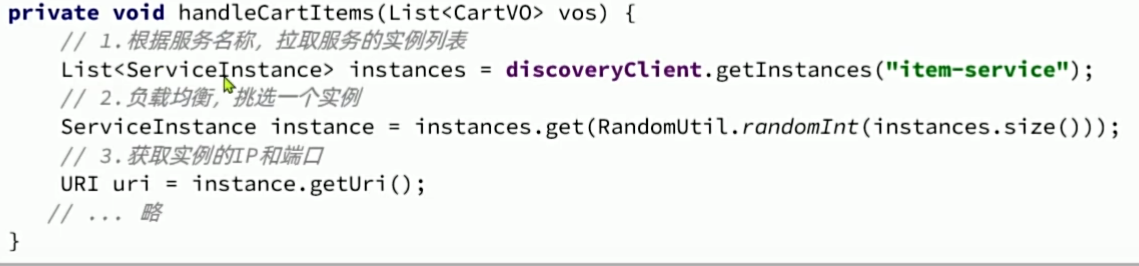 private void handleCartItems(List<CartVO> vos) {
// 1.根据服务名称，拉取服务的实例列表
List<ServiceInstance> instances = discoveryClient.getInstances("item-service");
// 2.负载均衡，挑选一个实例
ServiceInstance instance = instances.get(RandomUtil.randomInt(instances.size()));
// 3.获取实例的IP和端口
URI uri = instance.getUri();
// ... 略
}